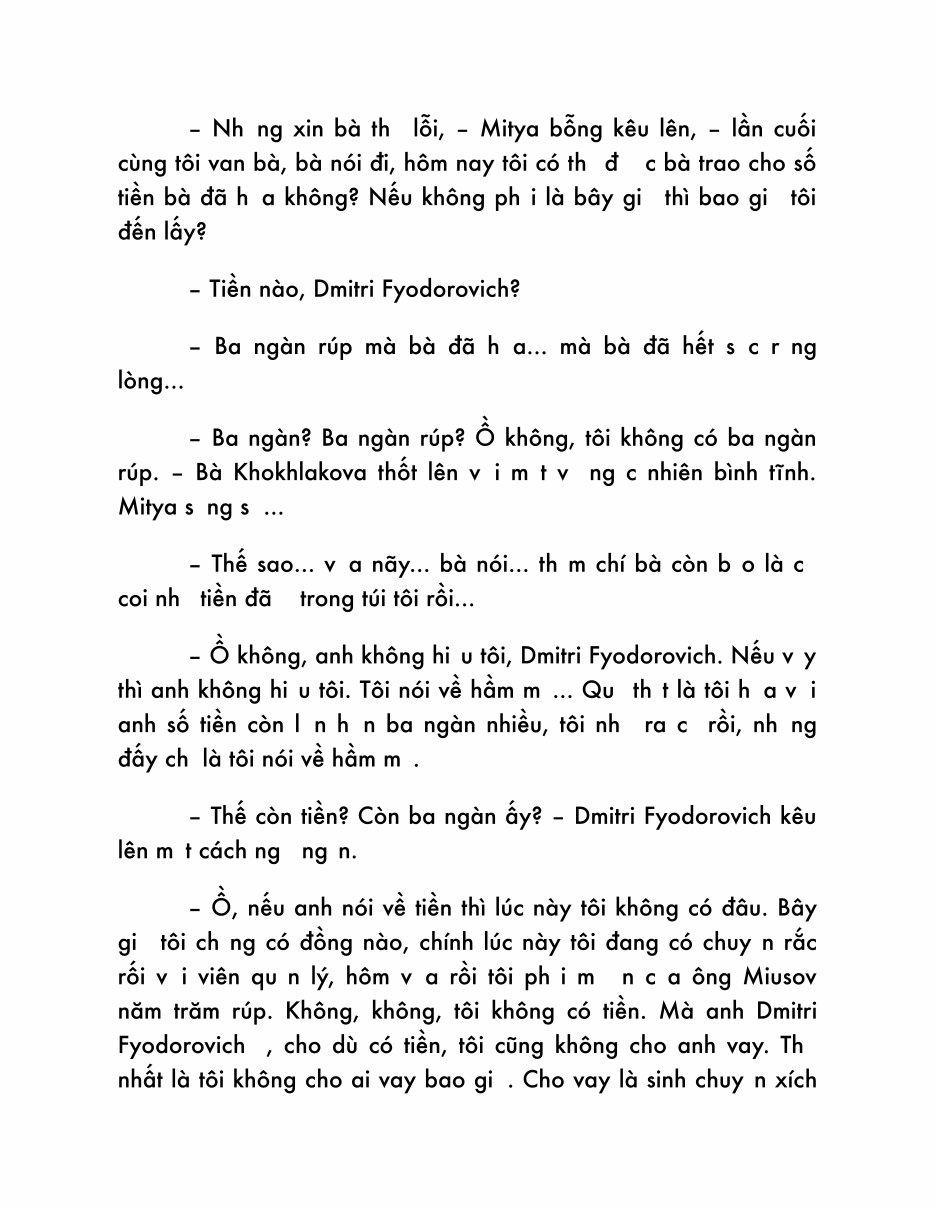 – Nh ng xin bà th lỗi, – Mitya bỗng kêu lên, – lần cuối
cùng tôi van bà, bà nói đi, hôm nay tôi có th đ c bà trao cho số
tiền bà đã h a không? Nếu không ph i là bây gi thì bao gi tôi
đến lấy?
– Tiền nào, Dmitri Fyodorovich?
– Ba ngàn rúp mà bà đã h a... mà bà đã hết s c r ng
lòng...
– Ba ngàn? Ba ngàn rúp? Ồ không, tôi không có ba ngàn
rúp. – Bà Khokhlakova thốt lên v i m t v ng c nhiên bình tĩnh.
Mitya s ng s ...
– Thế sao... v a nãy... bà nói... th m chí bà còn b o là c
coi nh tiền đã trong túi tôi rồi...
– Ồ không, anh không hi u tôi, Dmitri Fyodorovich. Nếu v y
thì anh không hi u tôi. Tôi nói về hầm m ... Qu th t là tôi h a v i
anh số tiền còn l n h n ba ngàn nhiều, tôi nh ra c rồi, nh ng
đấy ch là tôi nói về hầm m .
– Thế còn tiền? Còn ba ngàn ấy? – Dmitri Fyodorovich kêu
lên m t cách ng ng n.
– Ồ, nếu anh nói về tiền thì lúc này tôi không có đâu. Bây
gi tôi ch ng có đồng nào, chính lúc này tôi đang có chuy n rắc
rối v i viên qu n lý, hôm v a rồi tôi ph i m n c a ông Miusov
năm trăm rúp. Không, không, tôi không có tiền. Mà anh Dmitri
Fyodorovich , cho dù có tiền, tôi cũng không cho anh vay. Th
nhất là tôi không cho ai vay bao gi . Cho vay là sinh chuy n xích